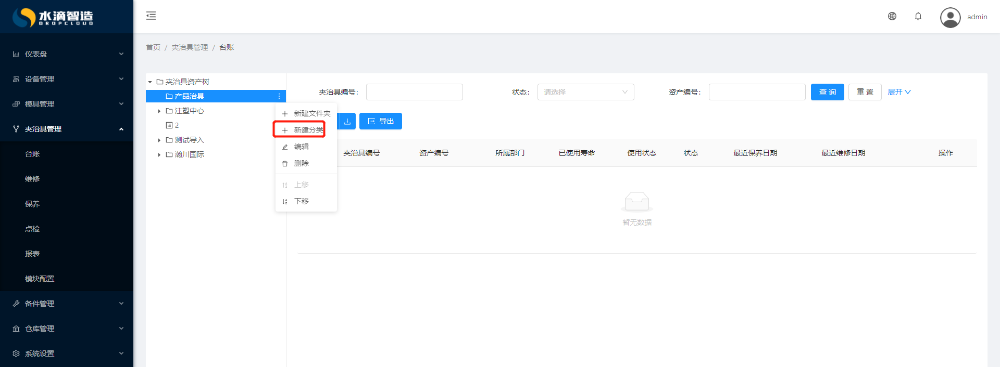 水滴智造
DROPCLOUD
admin
首页 / 夹治具管理 / 台账
仪表盘
设备管理
模具管理
夹治具管理
台账
维修
保养
点检
报表
模块配置
备件管理
仓库管理
系统设置
夹治具资产树
产品治具
注塑中心
2
测试导入
瀚川国际
新建文件夹
新建分类
编辑
删除
上移
下移
夹治具编号：
状态： 请选择
资产编号：
查 询 重 置 展开
导出
夹治具编号 资产编号 所属部门 已使用寿命 使用状态 状态 最近保养日期 最近维修日期 操作
暂无数据